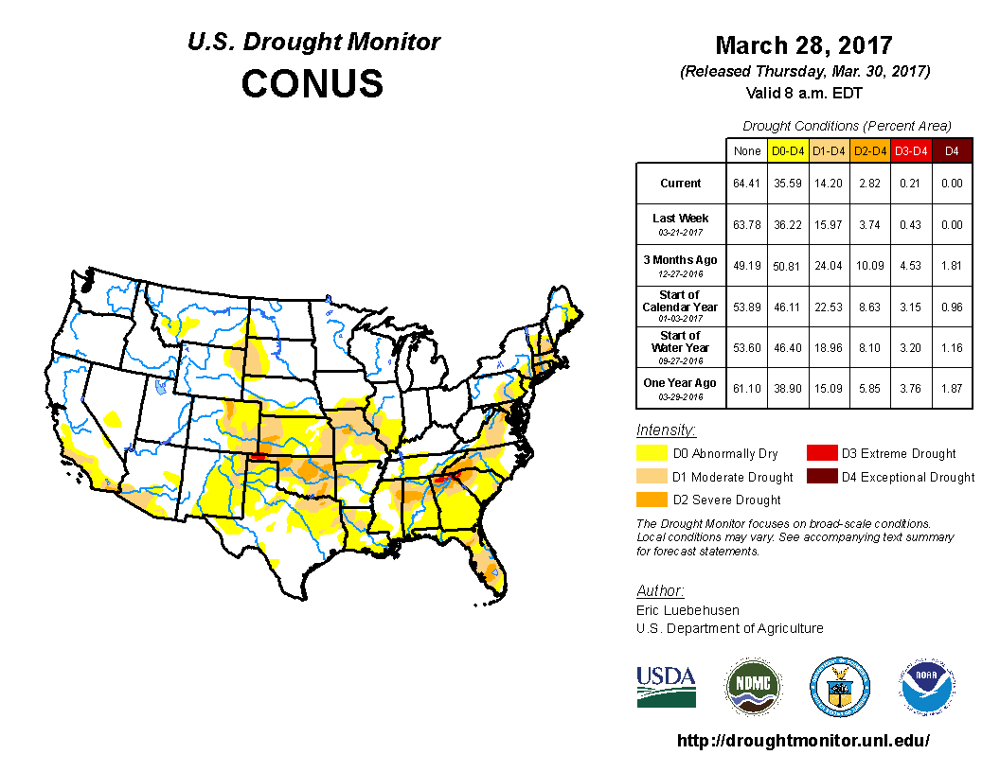 U.S. Drought Monitor
CONUS
March 28, 2017
(Released Thursday, Mar. 30, 2017)
Valid 8 a.m. EDT
Drought Conditions (Percent Area)
None D0-D4 D1-D4 D2-D4 D3-D4 D4
Current 64.41 35.59 14.20 2.82 0.21 0.00
Last Week
03-21-2017
63.78 36.22 15.97 3.74 0.43 0.00
3 Months Ago
12-27-2016
49.19 50.81 24.04 10.09 4.53 1.81
Start of
Calendar Year
01-03-2017
53.89 46.11 22.53 8.63 3.15 0.96
Start of
Water Year
09-27-2016
53.60 46.40 18.96 8.10 3.20 1.16
One Year Ago
03-29-2016
61.10 38.90 15.09 5.85 3.76 1.87
Intensity:
D0 Abnormally Dry
D1 Moderate Drought
D2 Severe Drought
D3 Extreme Drought
D4 Exceptional Drought
The Drought Monitor focuses on broad-scale conditions.
Local conditions may vary. See accompanying text summary
for forecast statements.
Author:
Eric Luebehusen
U.S. Department of Agriculture
USDA
NDMC
NOAA
http://droughtmonitor.unl.edu/